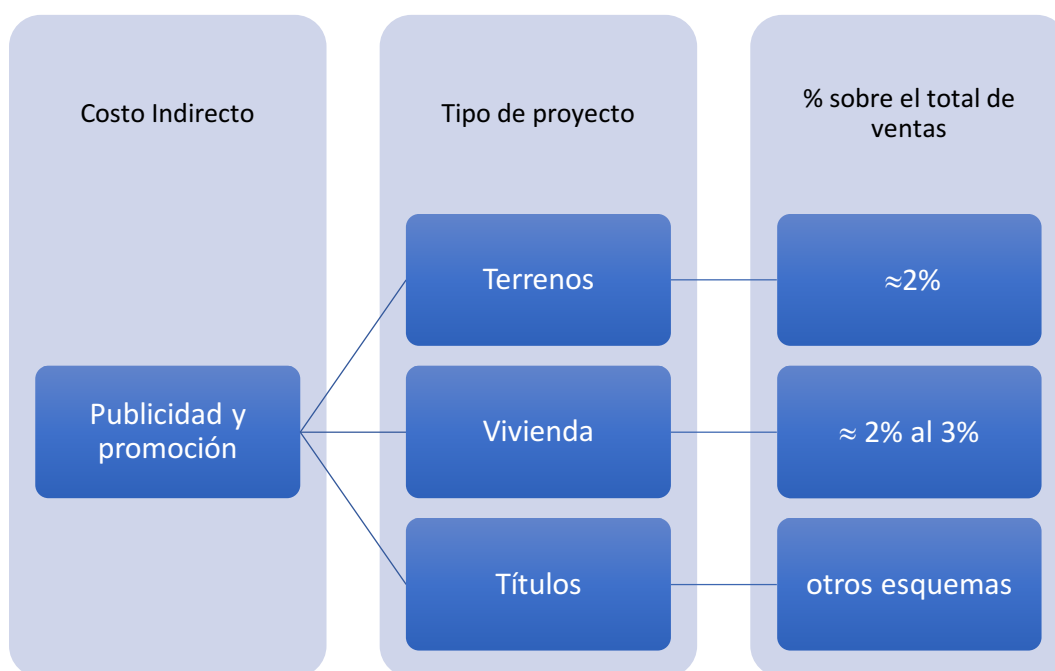 Costo Indirecto
Tipo de proyecto
% sobre el total de
ventas
Publicidad y
promoción
Terrenos
≈2%
Vivienda
≈ 2% al 3%
Títulos
otros esquemas